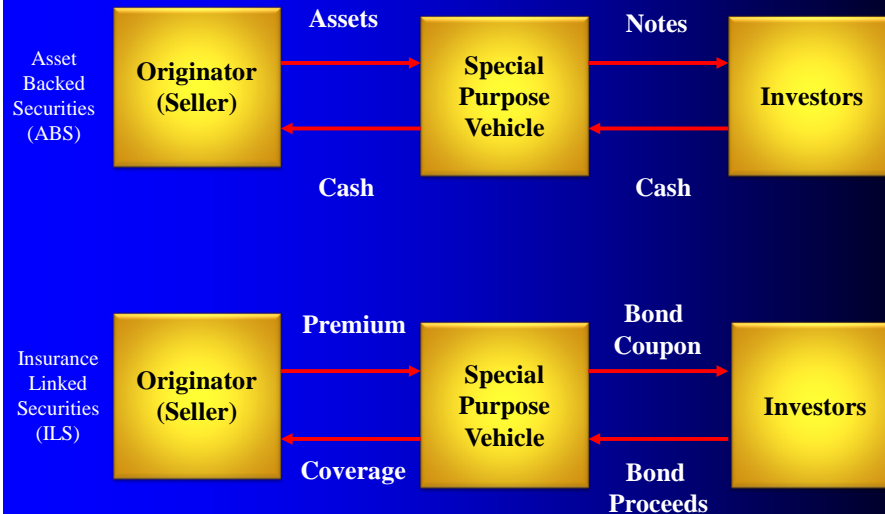 Asset
Backed
Securities
(ABS)
Originator
(Seller)
Assets
Cash
Special
Purpose
Vehicle
Notes
Cash
Investors
Insurance
Linked
Securities
(ILS)
Originator
(Seller)
Premium
Coverage
Special
Purpose
Vehicle
Bond
Coupon
Bond
Proceeds
Investors